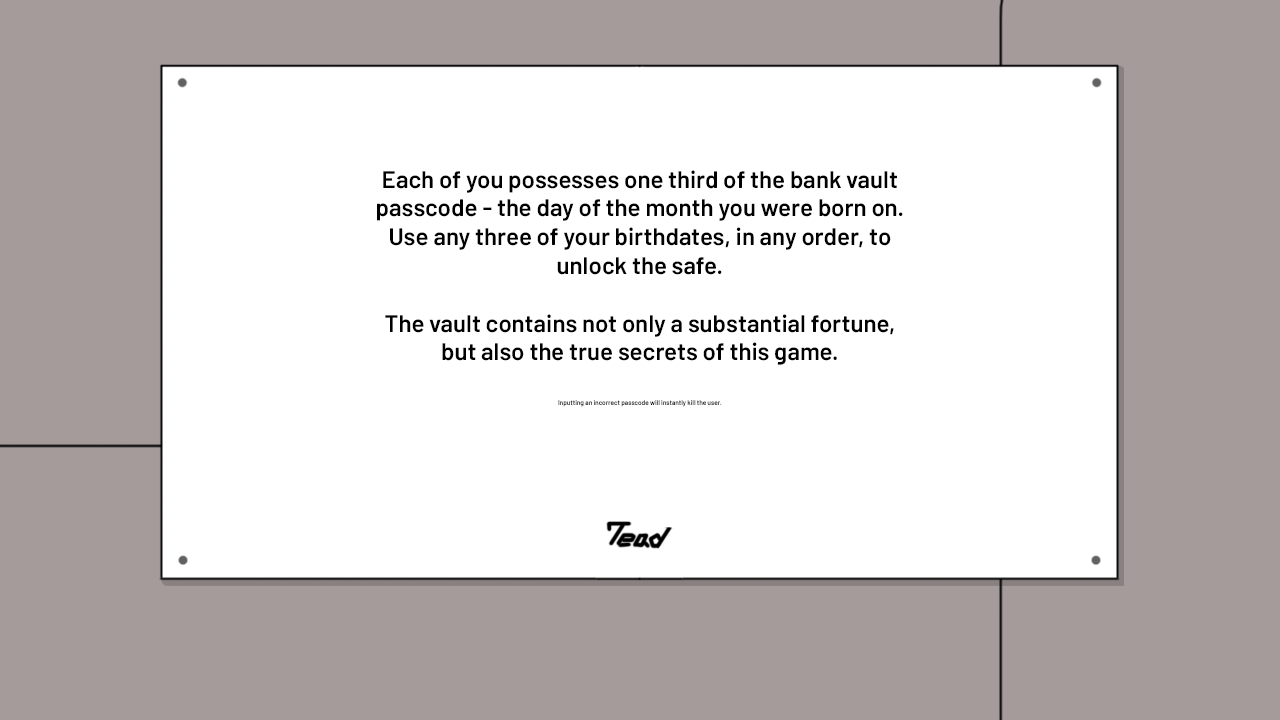 Each of you possesses one third of the bank vault
passcode - the day of the month you were born on.
Use any three of your birthdates, in any order, to
unlock the safe.
The vault contains not only a substantial fortune,
but also the true secrets of this game.
Inputting an incorrect passcode will instantly kill the user.
Tead